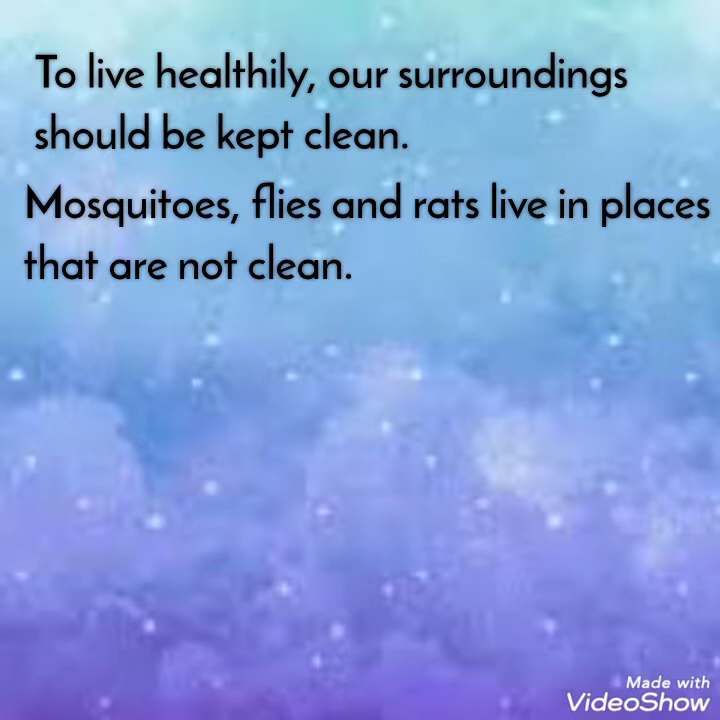 To live healthily, our surroundings
should be kept clean.
Mosquitoes, flies and rats live in places
that are not clean.
Made with
VideoShow